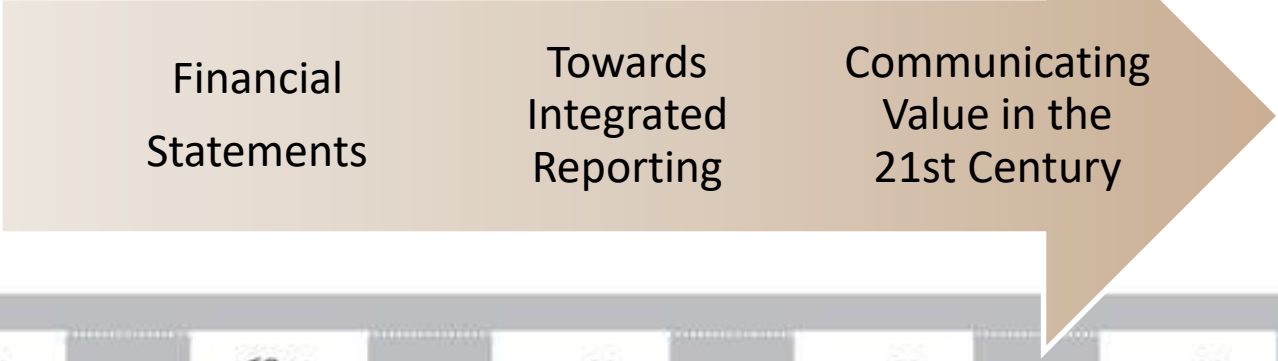 Financial
Statements
Towards
Integrated
Reporting
Communicating
Value in the
21st Century